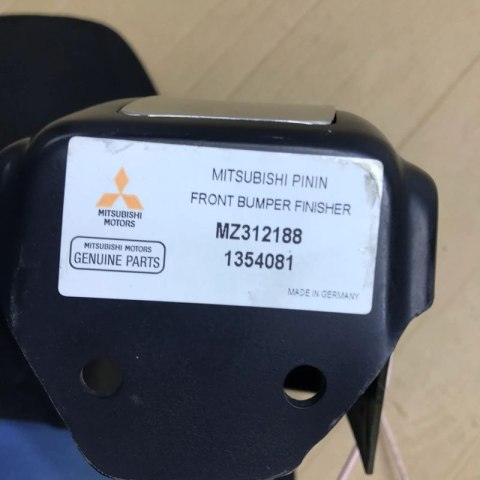 MITSUBISHI PININ
FRONT BUMPER FINISHER
MZ312188
1354081
MADE IN GERMANY
MITSUBISHI
MOTORS
MITSUBISHI MOTORS
GENUINE PARTS